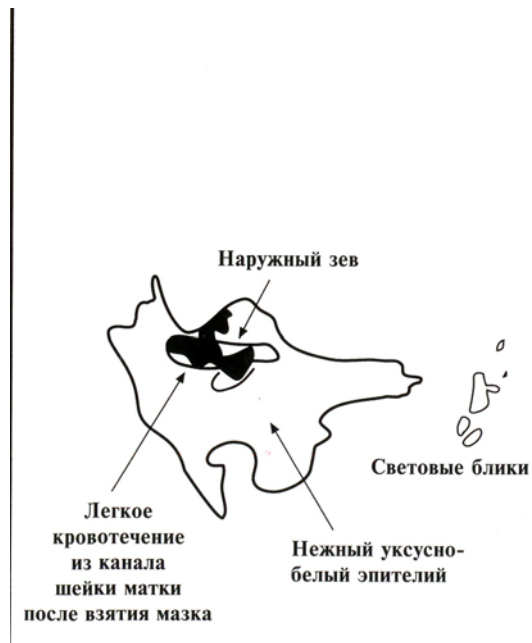 Наружный зев
Световые блики
Легкое
кровотечение
из канала
шейки матки
после взятия мазка
Нежный уксусно-
белый эпителий